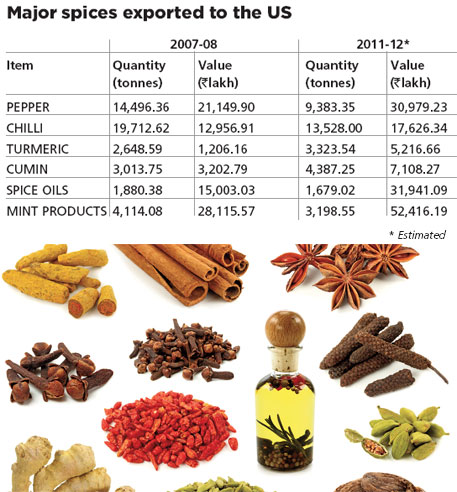 Major spices exported to the US
2007-08 2011-12*
Item Quantity (tonnes) Value (₹lakh) Quantity (tonnes) Value (₹lakh)
PEPPER 14,496.36 21,149.90 9,383.35 30,979.23
CHILLI 19,712.62 12,956.91 13,528.00 17,626.34
TURMERIC 2,648.59 1,206.16 3,323.54 5,216.66
CUMIN 3,013.75 3,202.79 4,387.25 7,108.27
SPICE OILS 1,880.38 15,003.03 1,679.02 31,941.09
MINT PRODUCTS 4,114.08 28,115.57 3,198.55 52,416.19
* Estimated